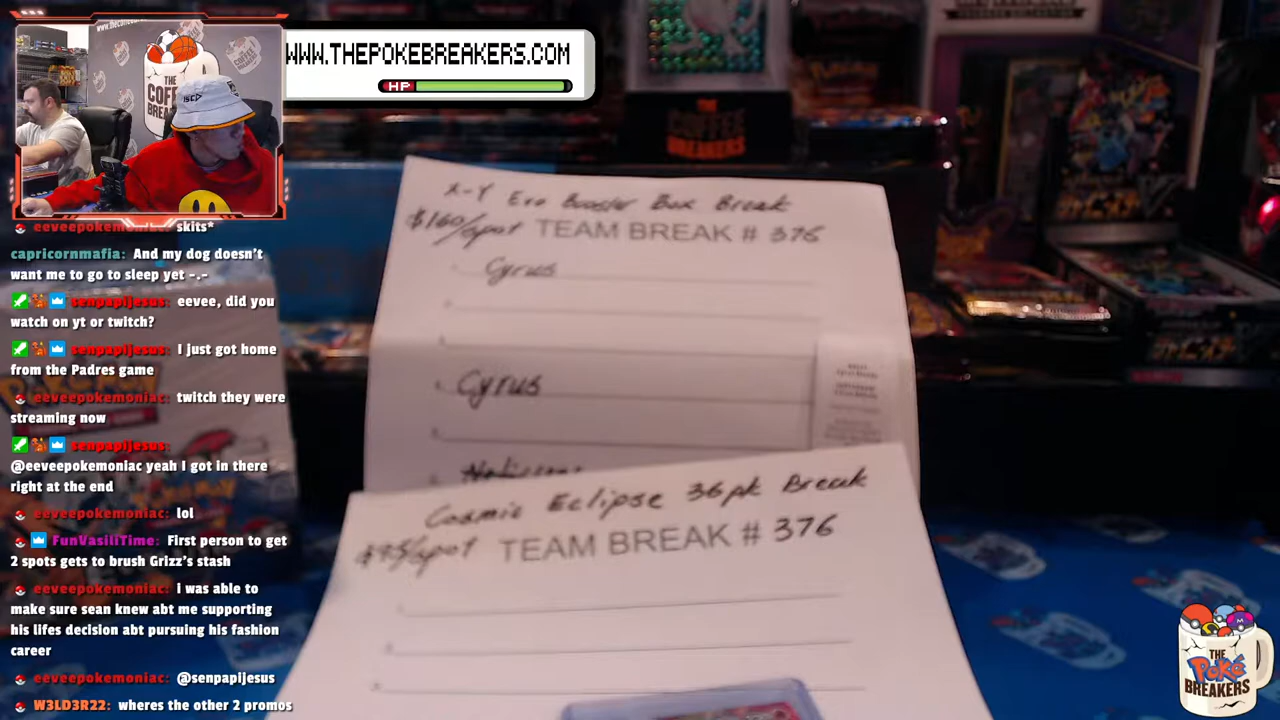 WWW.THEPOKEBREAKERS.COM
HP
THE COFFEE BREAKERS
X-Y Evo Booster Box Break
$160/spot TEAM BREAK # 376
Cyrus
Cyrus
Cosmic Eclipse 36pk Break
$95/spot TEAM BREAK # 376
eeveepokemoniac: skits*
capricornmafia: And my dog doesn't
want me to go to sleep yet -.-
senpapijesus: eevee, did you
watch on yt or twitch?
senpapijesus: I just got home
from the Padres game
eeveepokemoniac: twitch they were
streaming now
senpapijesus:
@eeveepokemoniac yeah I got in there
right at the end
eeveepokemoniac: lol
FunVasiliTime: First person to get
2 spots gets to brush Grizz's stash
eeveepokemoniac: i was able to
make sure sean knew abt me supporting
his lifes decision abt pursuing his fashion
career
eeveepokemoniac: @senpapijesus
W3LD3R22: wheres the other 2 promos
THE
Poké
BREAKERS